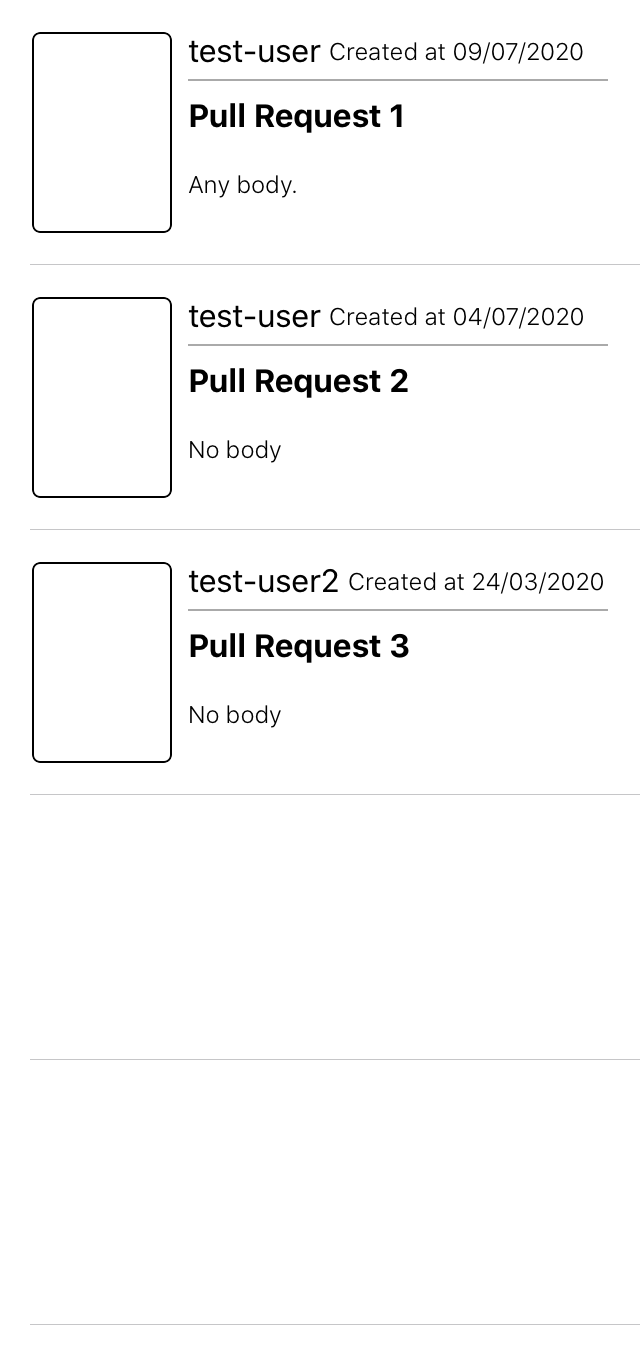 test-user Created at 09/07/2020
Pull Request 1
Any body.
test-user Created at 04/07/2020
Pull Request 2
No body
test-user2 Created at 24/03/2020
Pull Request 3
No body